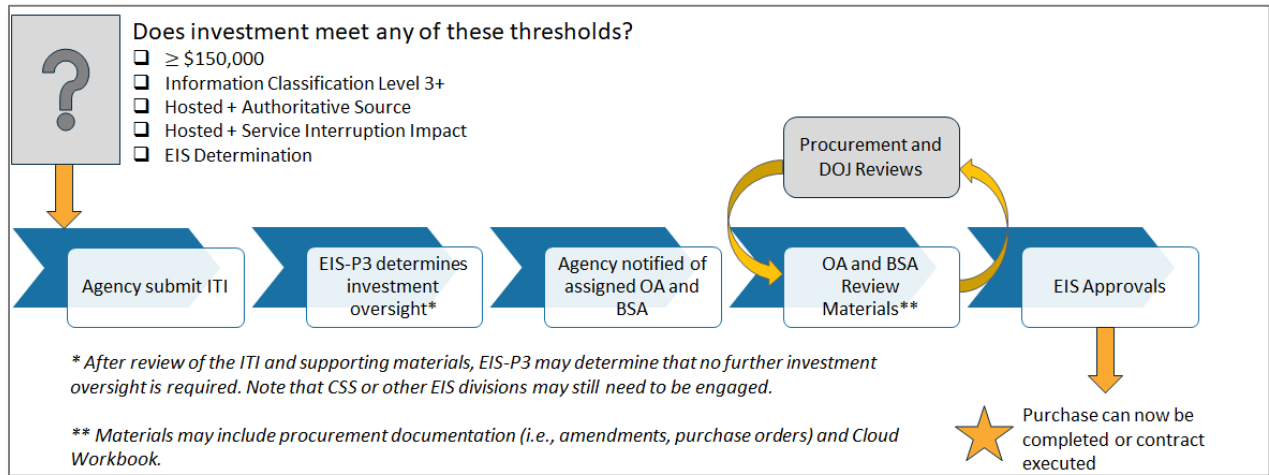 ?
Does investment meet any of these thresholds?
❑ ≥ $150,000
❑ Information Classification Level 3+
❑ Hosted + Authoritative Source
❑ Hosted + Service Interruption Impact
❑ EIS Determination
Procurement and
DOJ Reviews
Agency submit ITI
EIS-P3 determines
investment
oversight*
Agency notified of
assigned OA and
BSA
OA and BSA
Review
Materials**
EIS Approvals
* After review of the ITI and supporting materials, EIS-P3 may determine that no further investment
oversight is required. Note that CSS or other EIS divisions may still need to be engaged.
** Materials may include procurement documentation (i.e., amendments, purchase orders) and Cloud
Workbook.
Purchase can now be
completed or contract
executed